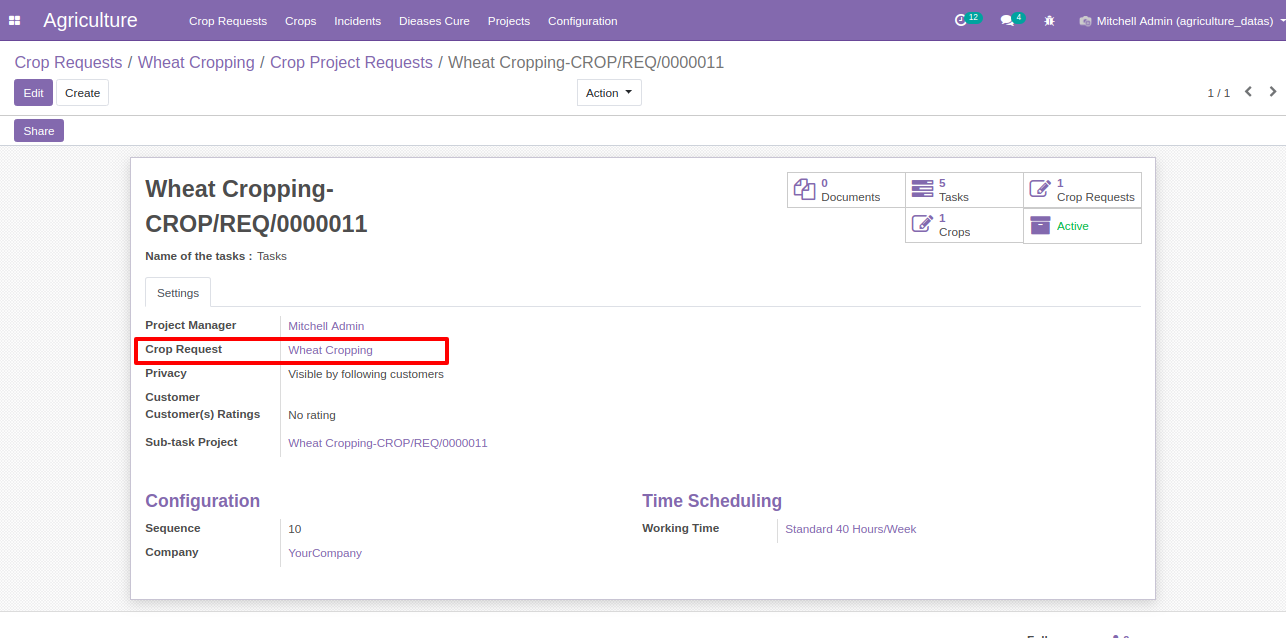 Agriculture Crop Requests Crops Incidents Dieases Cure Projects Configuration 12 4 Mitchell Admin (agriculture_datas)
Crop Requests / Wheat Cropping / Crop Project Requests / Wheat Cropping-CROP/REQ/0000011
Edit Create Action 1 / 1
Share
Wheat Cropping-
CROP/REQ/0000011
0 Documents
5 Tasks
1 Crop Requests
1 Crops
Active
Name of the tasks : Tasks
Settings
Project Manager Mitchell Admin
Crop Request Wheat Cropping
Privacy Visible by following customers
Customer
Customer(s) Ratings No rating
Sub-task Project Wheat Cropping-CROP/REQ/0000011
Configuration
Sequence 10
Company YourCompany
Time Scheduling
Working Time Standard 40 Hours/Week